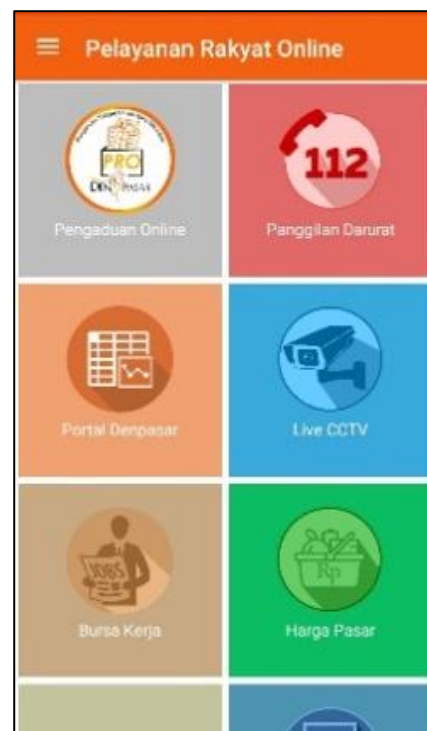 Pelayanan Rakyat Online
PRO
DENPASAR
Pengaduan Online
112
Panggilan Darurat
Portal Denpasar
Live CCTV
JOBS
Bursa Kerja
Rp
Harga Pasar